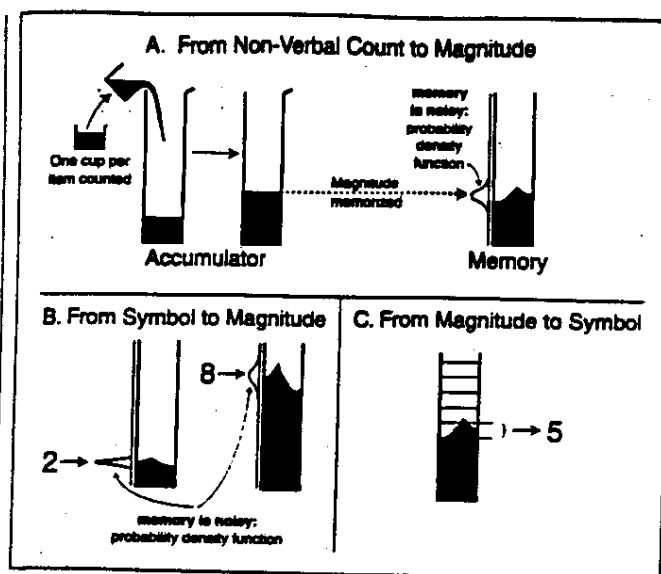 A. From Non-Verbal Count to Magnitude
One cup per
item counted
Magnitude
memorized
memory
is noisy:
probability
density
function
Accumulator
Memory
B. From Symbol to Magnitude
8
2
memory is noisy:
probability density function
C. From Magnitude to Symbol
5